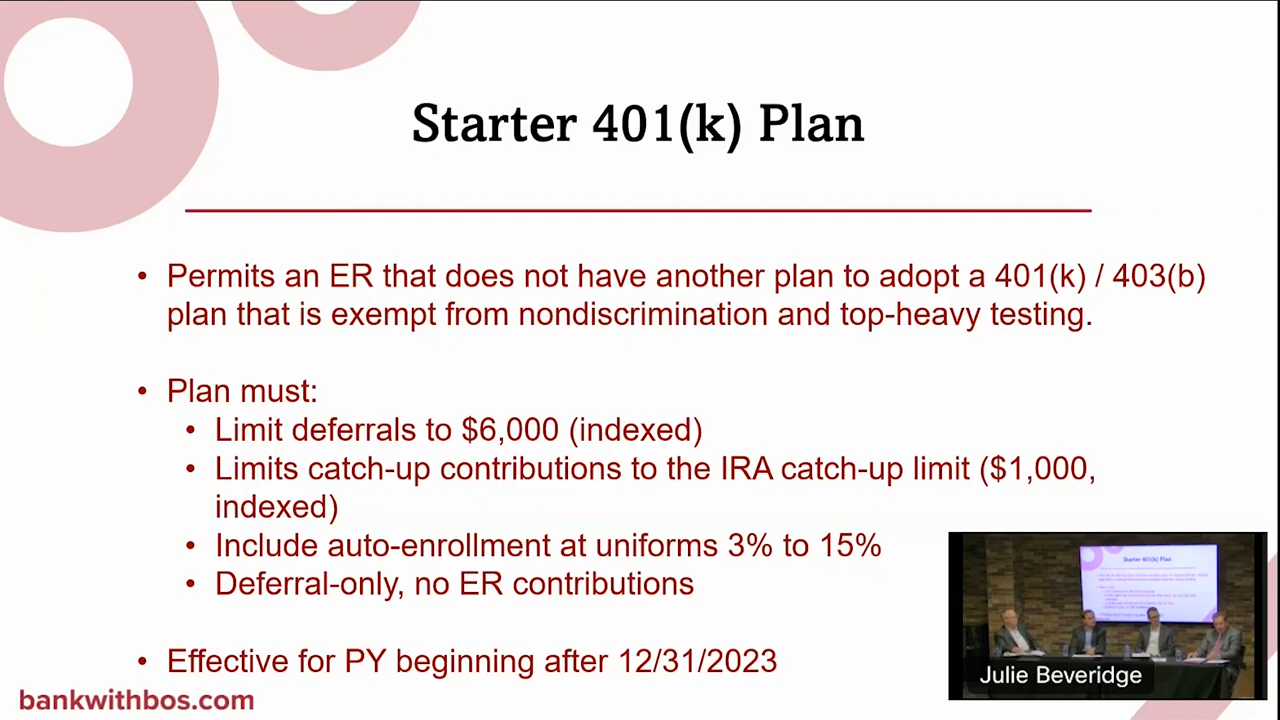 Starter 401(k) Plan
• Permits an ER that does not have another plan to adopt a 401(k) / 403(b)
plan that is exempt from nondiscrimination and top-heavy testing.
• Plan must:
• Limit deferrals to $6,000 (indexed)
• Limits catch-up contributions to the IRA catch-up limit ($1,000,
indexed)
• Include auto-enrollment at uniforms 3% to 15%
• Deferral-only, no ER contributions
• Effective for PY beginning after 12/31/2023
bankwithbos.com
Starter 401(k) Plan
Julie Beveridge